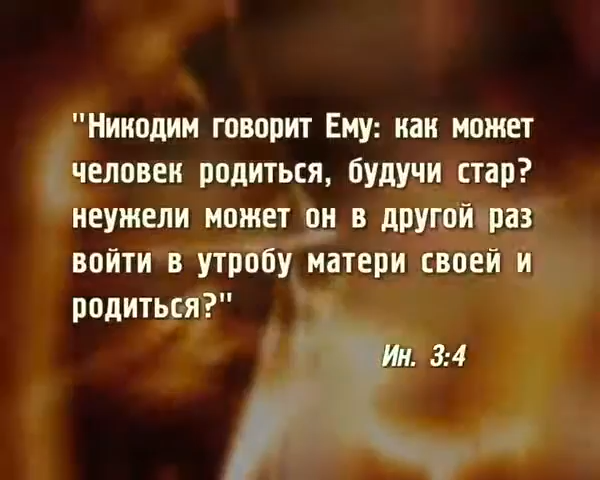 "Никодим говорит Ему: как может
человек родиться, будучи стар?
неужели может он в другой раз
войти в утробу матери своей и
родиться?"
Ин. 3:4